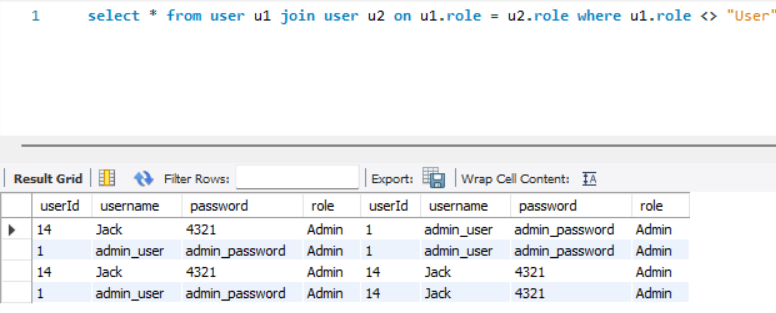 1 select * from user u1 join user u2 on u1.role = u2.role where u1.role <> "User"
Result Grid Filter Rows: Export: Wrap Cell Content: IA
userId username password role userId username password role
14 Jack 4321 Admin 1 admin_user admin_password Admin
1 admin_user admin_password Admin 1 admin_user admin_password Admin
14 Jack 4321 Admin 14 Jack 4321 Admin
1 admin_user admin_password Admin 14 Jack 4321 Admin